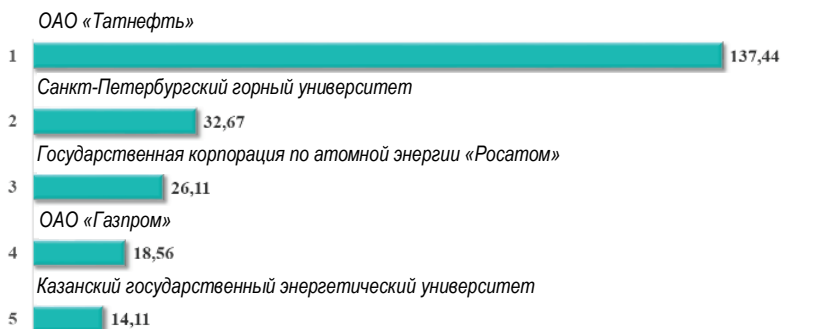 ОАО «Татнефть»
1 137,44
Санкт-Петербургский горный университет
2 32,67
Государственная корпорация по атомной энергии «Росатом»
3 26,11
ОАО «Газпром»
4 18,56
Казанский государственный энергетический университет
5 14,11